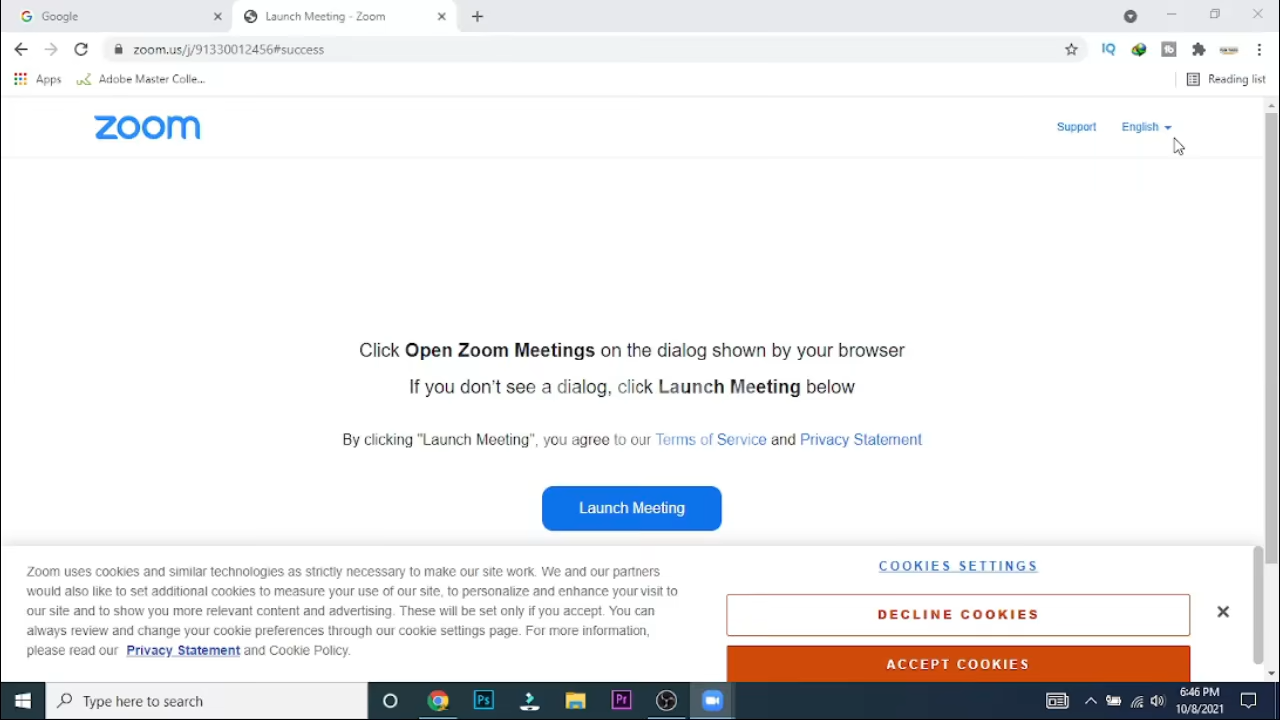 Google
Launch Meeting - Zoom
zoom.us/j/91330012456#success
Apps
Adobe Master Colle...
Reading list
zoom
Support
English
Click Open Zoom Meetings on the dialog shown by your browser
If you don’t see a dialog, click Launch Meeting below
By clicking "Launch Meeting", you agree to our Terms of Service and Privacy Statement
Launch Meeting
Zoom uses cookies and similar technologies as strictly necessary to make our site work. We and our partners
would also like to set additional cookies to measure your use of our site, to personalize and enhance your visit to
our site and to show you more relevant content and advertising. These will be set only if you accept. You can
always review and change your cookie preferences through our cookie settings page. For more information,
please read our Privacy Statement and Cookie Policy.
COOKIES SETTINGS
DECLINE COOKIES
ACCEPT COOKIES
Type here to search
Ps
Pr
6:46 PM
10/8/2021